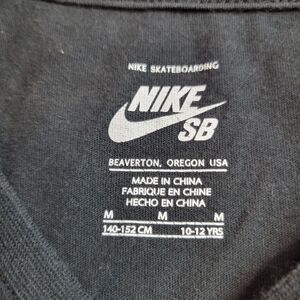 NIKE SKATEBOARDING
NIKE
SB
BEAVERTON, OREGON USA
MADE IN CHINA
FABRIQUE EN CHINE
HECHO EN CHINA
M M M
140-152 CM 10-12 YRS